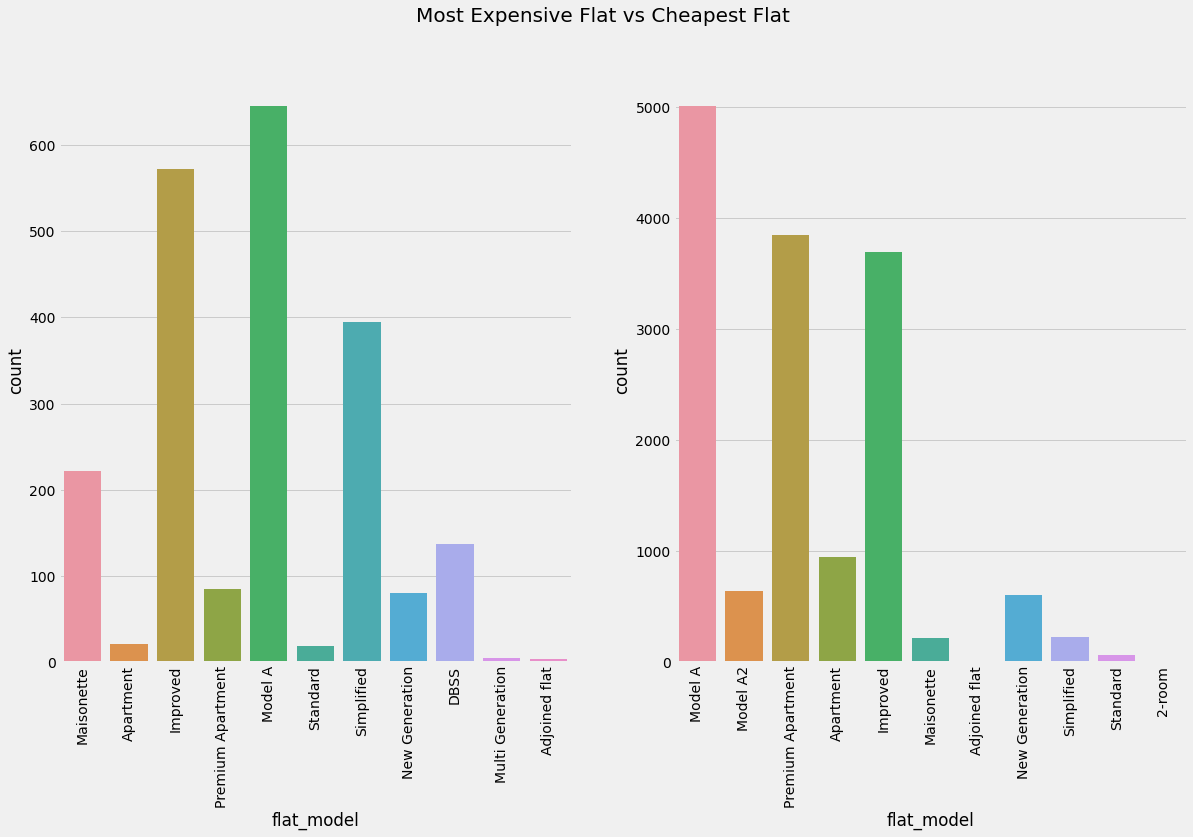 Most Expensive Flat vs Cheapest Flat
600
500
400
300
200
100
0
count
Maisonette
Apartment
Improved
Premium Apartment
Model A
Standard
Simplified
New Generation
DBSS
Multi Generation
Adjoined flat
flat_model
5000
4000
3000
2000
1000
0
count
Model A
Model A2
Premium Apartment
Apartment
Improved
Maisonette
Adjoined flat
New Generation
Simplified
Standard
2-room
flat_model